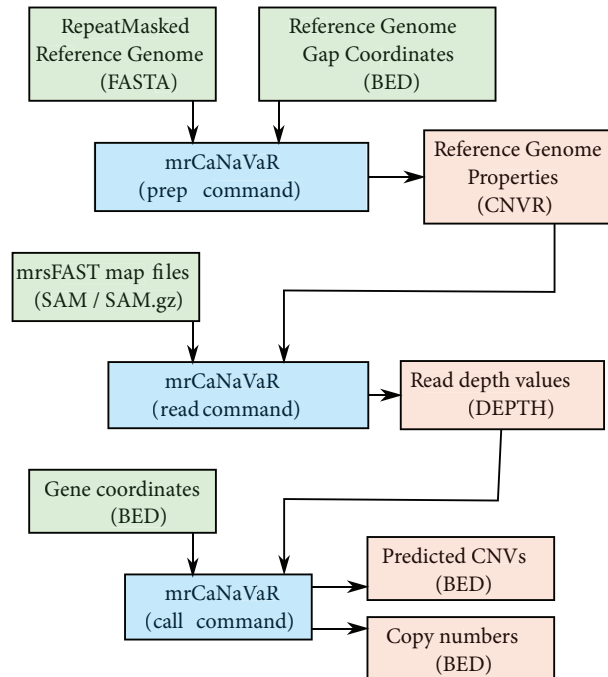 RepeatMasked
Reference Genome
(FASTA)
Reference Genome
Gap Coordinates
(BED)
mrCaNaVaR
(prep command)
Reference Genome
Properties
(CNVR)
mrsFAST map files
(SAM / SAM.gz)
mrCaNaVaR
(read command)
Read depth values
(DEPTH)
Gene coordinates
(BED)
mrCaNaVaR
(call command)
Predicted CNVs
(BED)
Copy numbers
(BED)